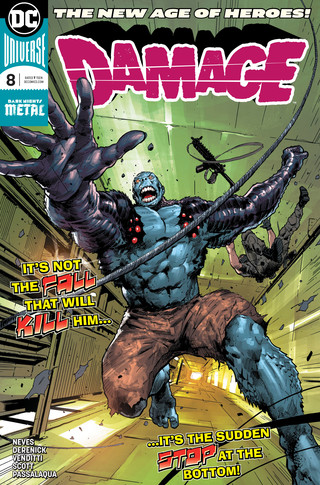 THE NEW AGE OF HEROES!
DC
UNIVERSE
DAMAGE
8
DARK NIGHTS
METAL
IT'S NOT
THE FALL
THAT WILL
KILL HIM...
...IT'S THE SUDDEN
STOP AT THE
BOTTOM!
NEVES
DERENICK
VENDITTI
SCOTT
PASSALAQUA